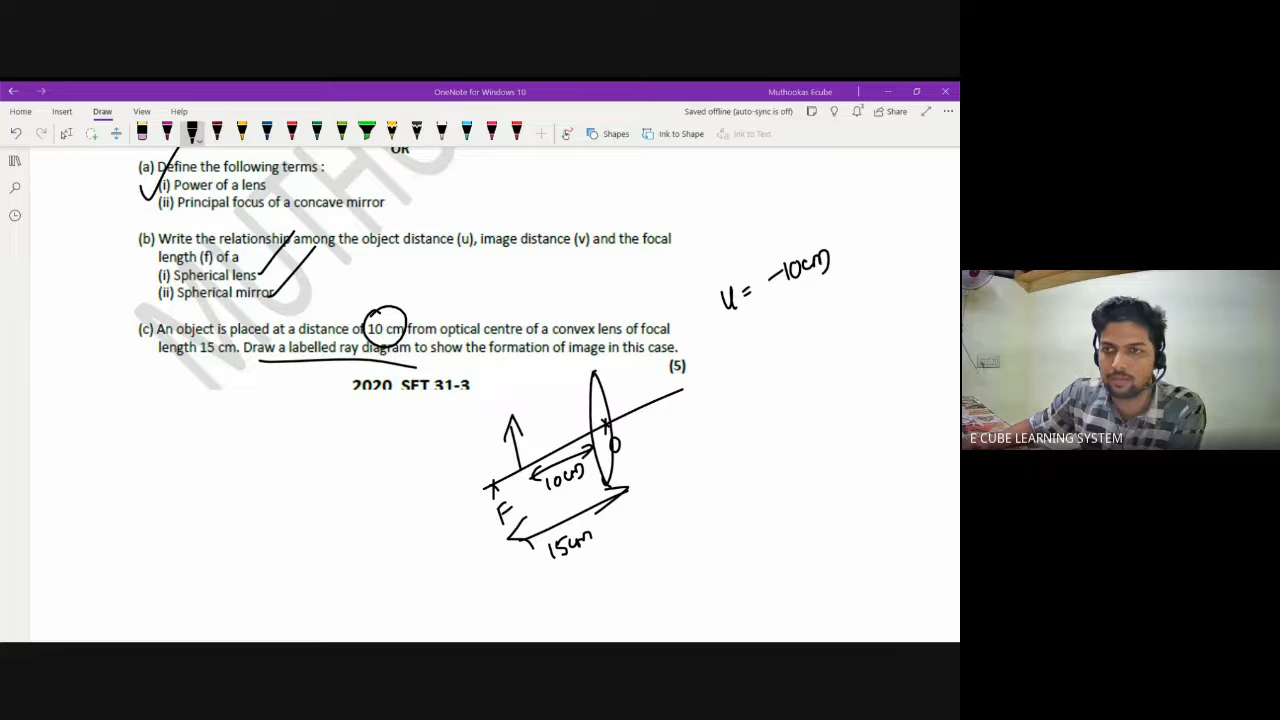 OneNote for Windows 10
Muthookas Ecube
Home Insert Draw View Help
Saved offline (auto-sync is off)
Share
Shapes
Ink to Shape
Ink to Text
OR
(a) Define the following terms :
(i) Power of a lens
(ii) Principal focus of a concave mirror
(b) Write the relationship among the object distance (u), image distance (v) and the focal
length (f) of a
(i) Spherical lens
(ii) Spherical mirror
(c) An object is placed at a distance of 10 cm from optical centre of a convex lens of focal
length 15 cm. Draw a labelled ray diagram to show the formation of image in this case.
(5)
2020 SET 31-3
u = -10cm
O
10cm
F
15cm
E CUBE LEARNING SYSTEM